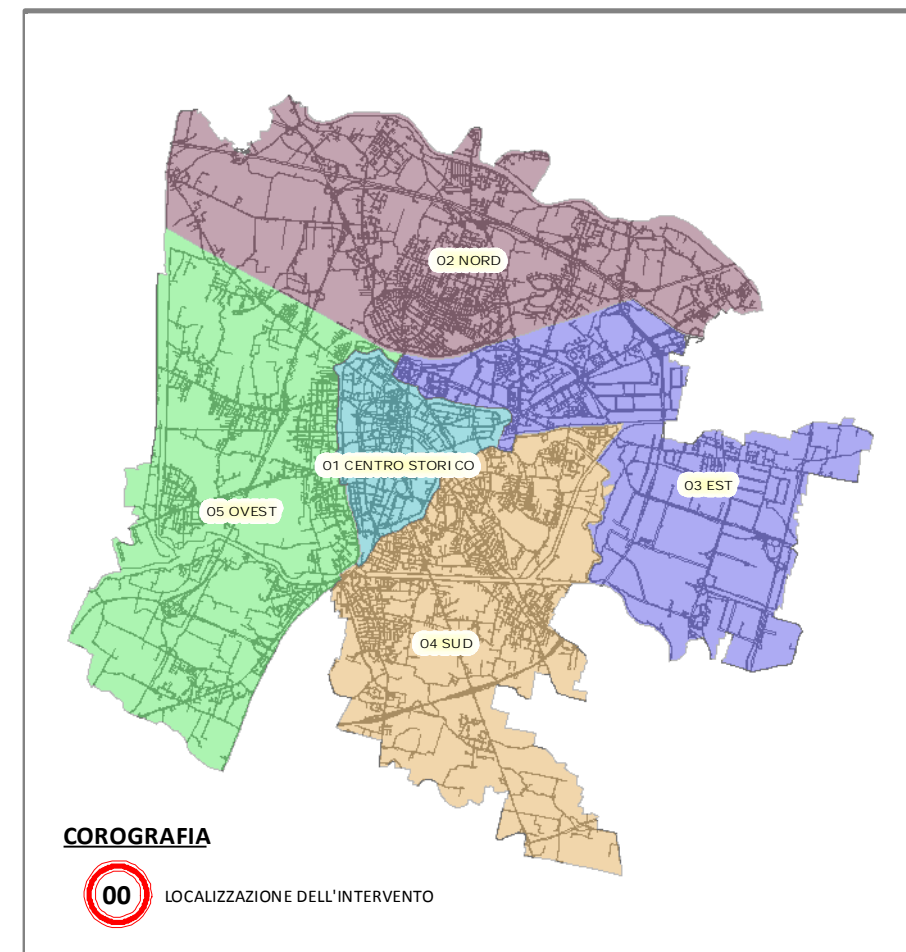 02 NORD
01 CENTRO STORICO
03 EST
05 OVEST
04 SUD
COROGRAFIA
00 LOCALIZZAZIONE DELL'INTERVENTO